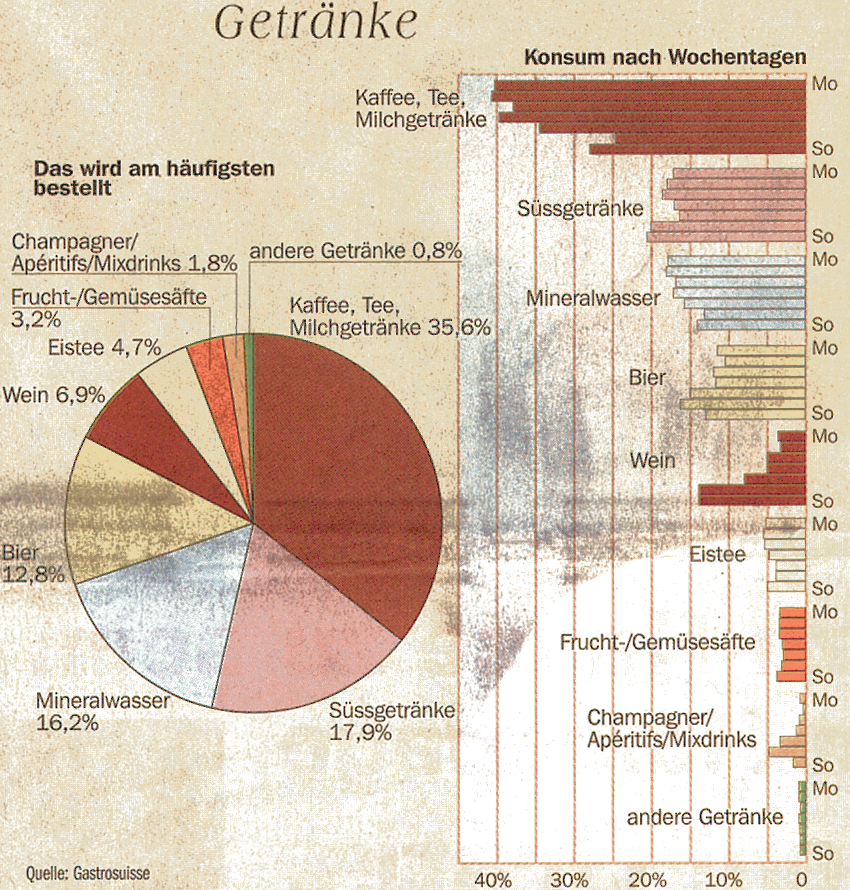 Getränke
Konsum nach Wochentagen
Das wird am häufigsten
bestellt
Champagner/
Apéritifs/Mixdrinks 1,8%
andere Getränke 0,8%
Frucht-/Gemüsesäfte
3,2%
Kaffee, Tee,
Milchgetränke 35,6%
Eistee 4,7%
Wein 6,9%
Bier
12,8%
Mineralwasser
16,2%
Süssgetränke
17,9%
Quelle: Gastrosuisse
Kaffee, Tee,
Milchgetränke
Mo
So
Süssgetränke
Mo
So
Mineralwasser
Mo
So
Bier
Mo
So
Wein
Mo
So
Eistee
Mo
So
Frucht-/Gemüsesäfte
Mo
So
Champagner/
Apéritifs/Mixdrinks
Mo
So
andere Getränke
Mo
So
40% 30% 20% 10% 0